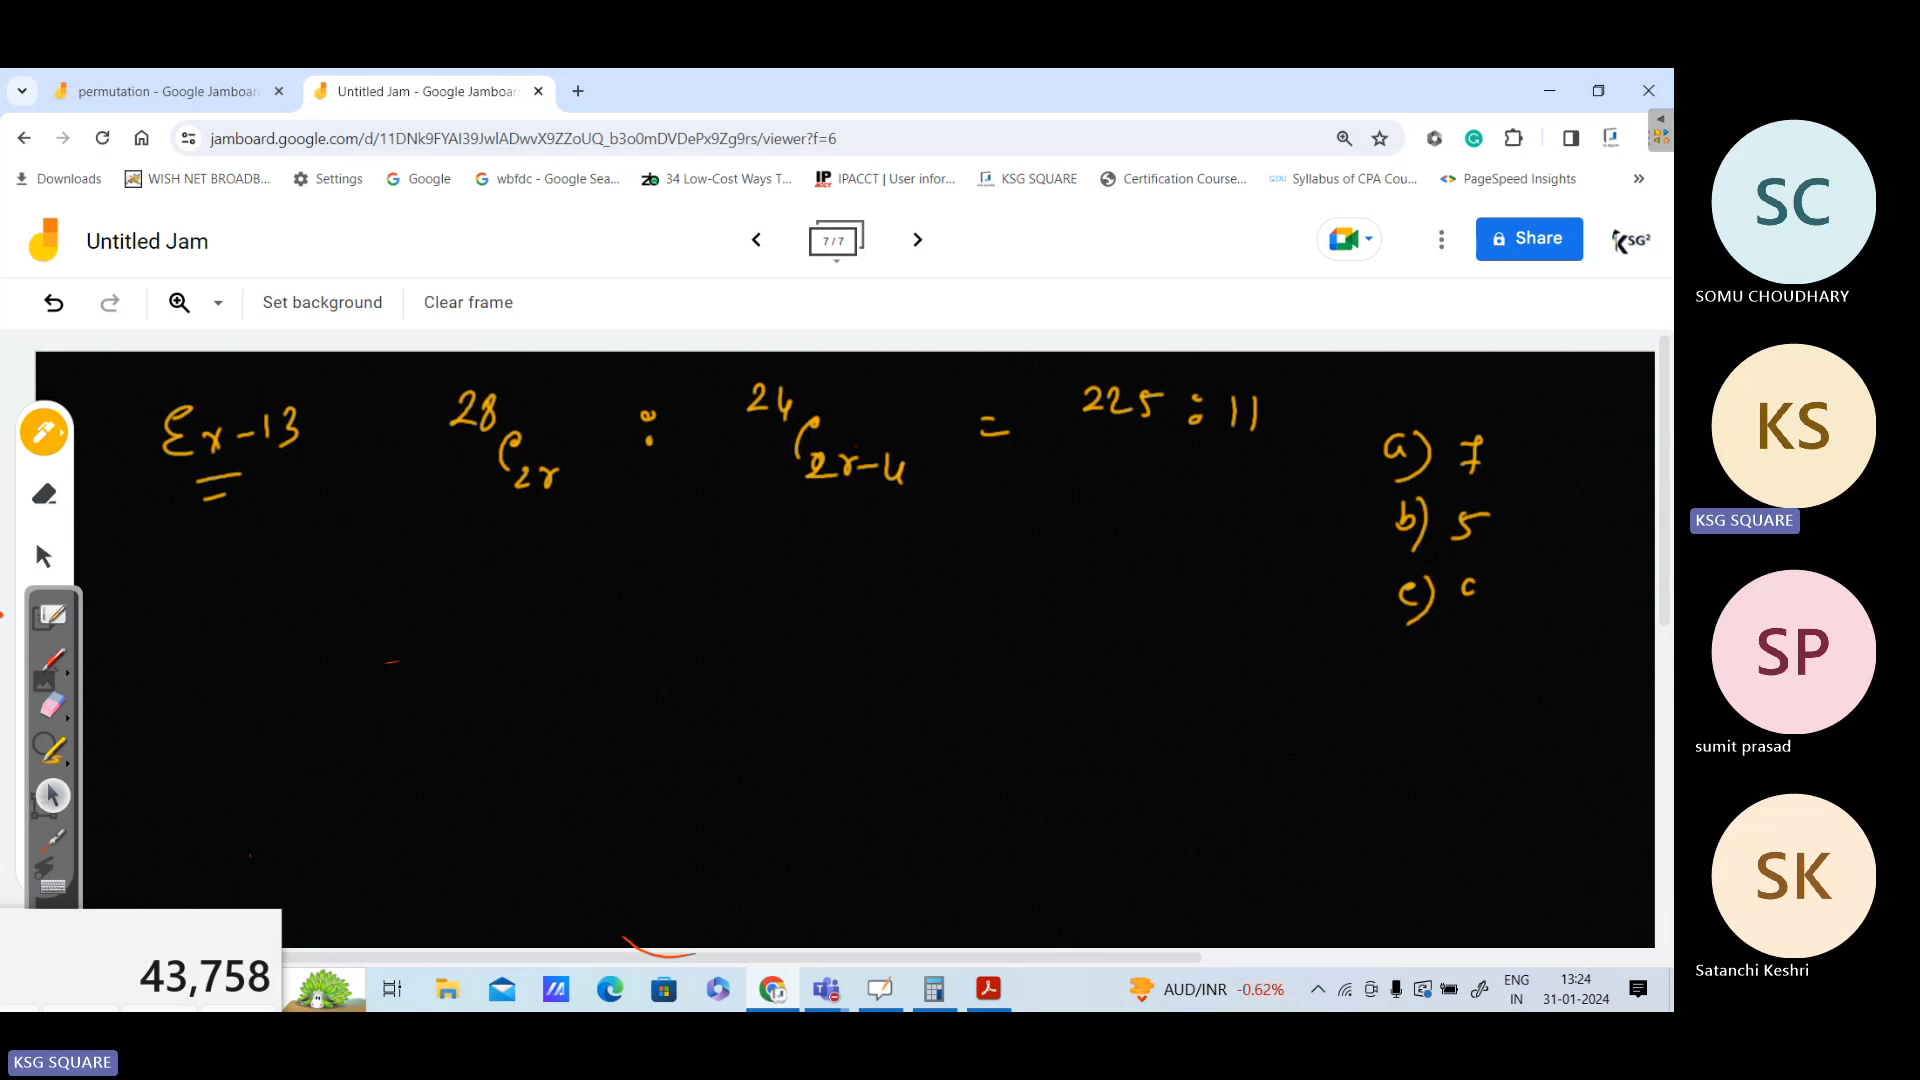 permutation - Google Jamboar
Untitled Jam - Google Jamboar
jamboard.google.com/d/11DNk9FYAI39JwlADwvX9ZZoUQ_b3o0mDVDePx9Zg9rs/viewer?f=6
Downloads
WISH NET BROADB...
Settings
Google
wbfdc - Google Sea...
34 Low-Cost Ways T...
IPACCT | User infor...
KSG SQUARE
Certification Course...
Syllabus of CPA Cou...
PageSpeed Insights
Untitled Jam
7 / 7
Share
KSG²
Set background
Clear frame
Ex-13 ²⁸C₂ᵣ : ²⁴C₂ᵣ₋₄ = 225 : 11
a) 7
b) 5
c) c
43,758
AUD/INR -0.62%
ENG
IN
13:24
31-01-2024
SC
SOMU CHOUDHARY
KS
KSG SQUARE
SP
sumit prasad
SK
Satanchi Keshri
KSG SQUARE